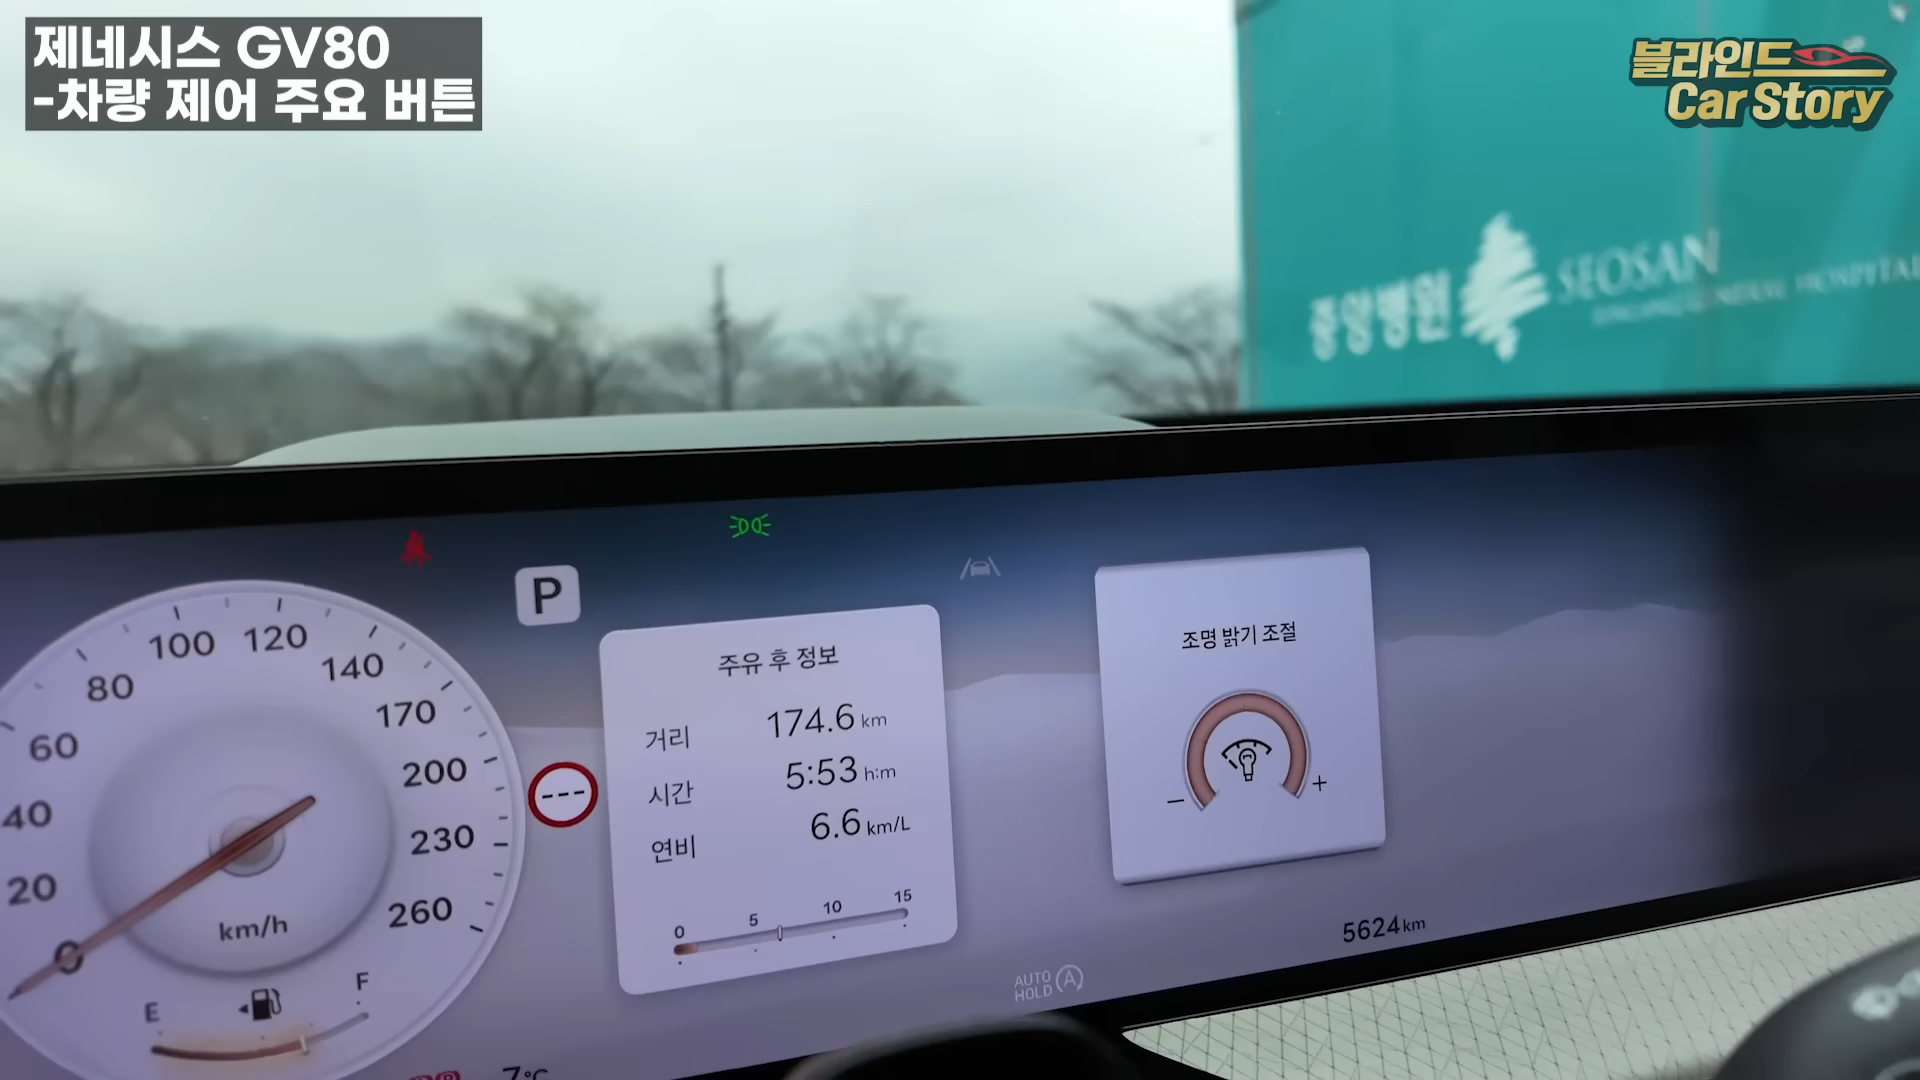 제네시스 GV80
-차량 제어 주요 버튼
블라인드
Car Story
중앙병원
SEOSAN
GENERAL HOSPITAL
P
주유 후 정보
거리 174.6 km
시간 5:53 h:m
연비 6.6 km/L
0 5 10 15
조명 밝기 조절
- +
0
20
40
60
80
100
120
140
170
200
230
260
km/h
---
E F
AUTO
HOLD A
5624 km
7°C